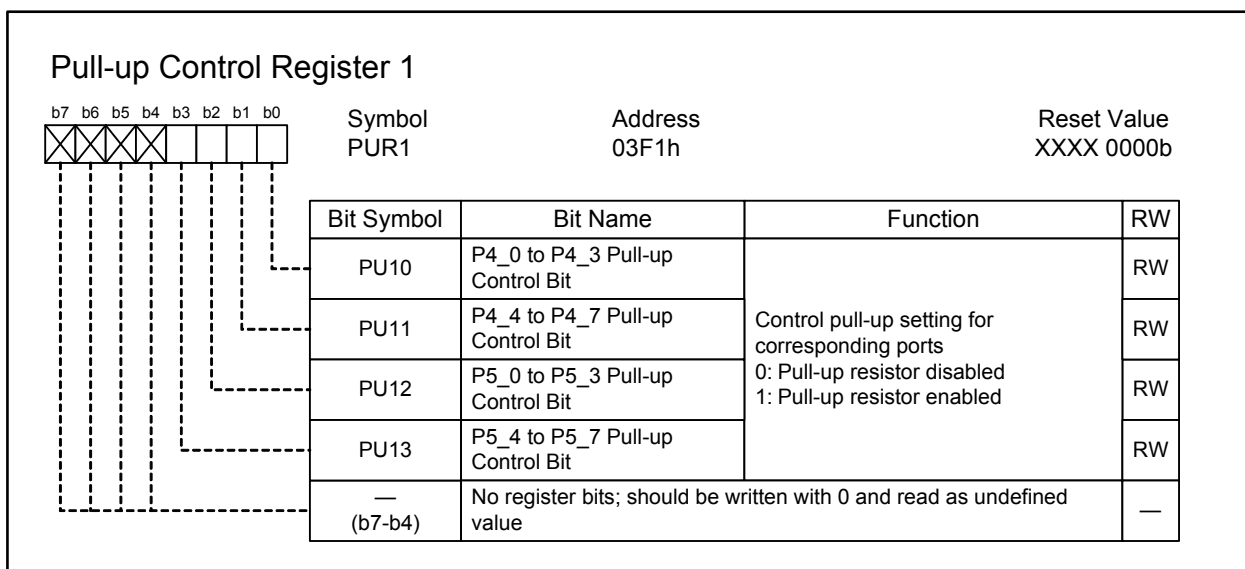 Pull-up Control Register 1
b7 b6 b5 b4 b3 b2 b1 b0
Symbol Address Reset Value
PUR1 03F1h XXXX 0000b
Bit Symbol Bit Name Function RW
PU10 P4_0 to P4_3 Pull-up
Control Bit RW
PU11 P4_4 to P4_7 Pull-up
Control Bit RW
PU12 P5_0 to P5_3 Pull-up
Control Bit RW
PU13 P5_4 to P5_7 Pull-up
Control Bit RW
Control pull-up setting for
corresponding ports
0: Pull-up resistor disabled
1: Pull-up resistor enabled
—
(b7-b4)
No register bits; should be written with 0 and read as undefined
value
—